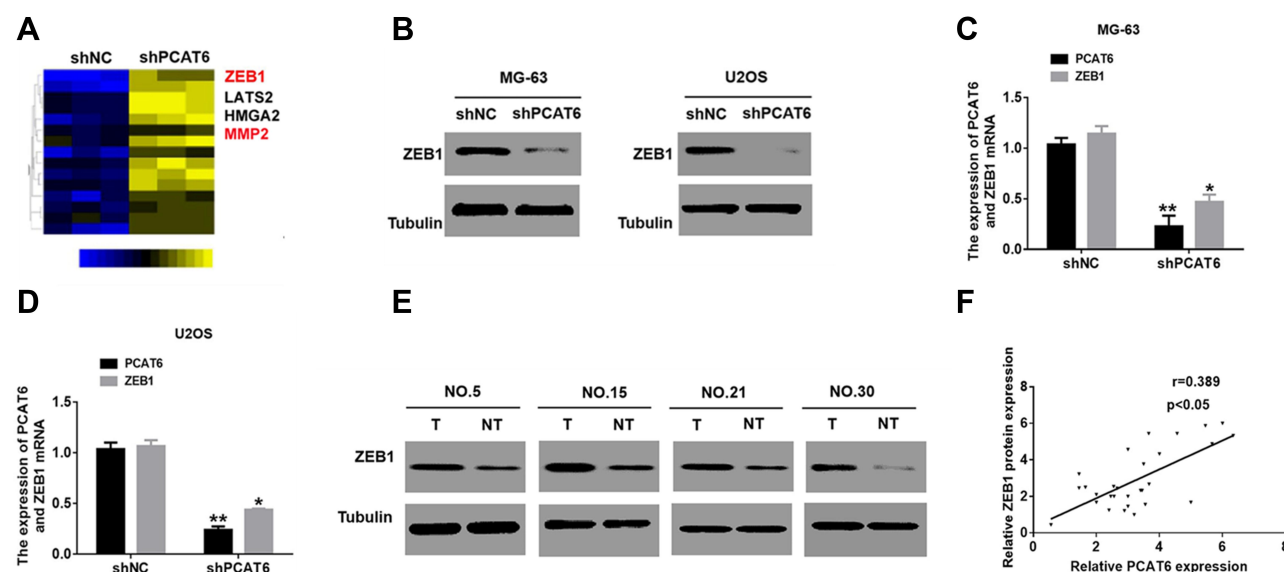 A
shNC shPCAT6
ZEB1
LATS2
HMGA2
MMP2
B
MG-63 U2OS
shNC shPCAT6 shNC shPCAT6
ZEB1 ZEB1
Tubulin Tubulin
C
MG-63
PCAT6
ZEB1
The expression of PCAT6
and ZEB1 mRNA
1.5
1.0
0.5
0.0
** *
shNC shPCAT6
D
U2OS
PCAT6
ZEB1
The expression of PCAT6
and ZEB1 mRNA
1.5
1.0
0.5
0.0
** *
shNC shPCAT6
E
NO.5 NO.15 NO.21 NO.30
T NT T NT T NT T NT
ZEB1
Tubulin
F
Relative ZEB1 protein expression
8
6
4
2
0
r=0.389
p<0.05
0 2 4 6 8
Relative PCAT6 expression